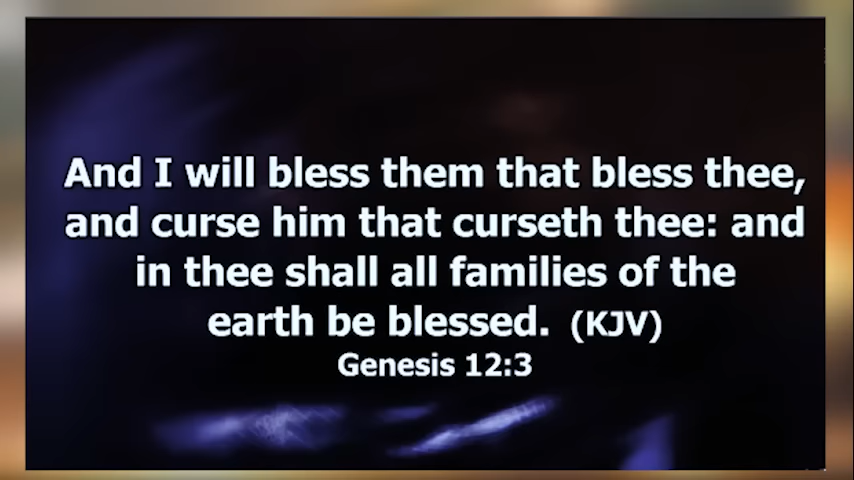 And I will bless them that bless thee,
and curse him that curseth thee: and
in thee shall all families of the
earth be blessed. (KJV)
Genesis 12:3